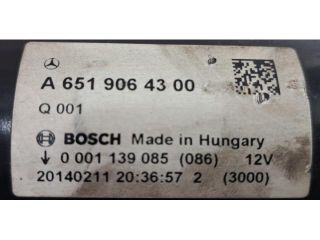 A 651 906 43 00
Q 001
BOSCH Made in Hungary
↓ 0 001 139 085 (086) 12V
20140211 20:36:57 2 (3000)